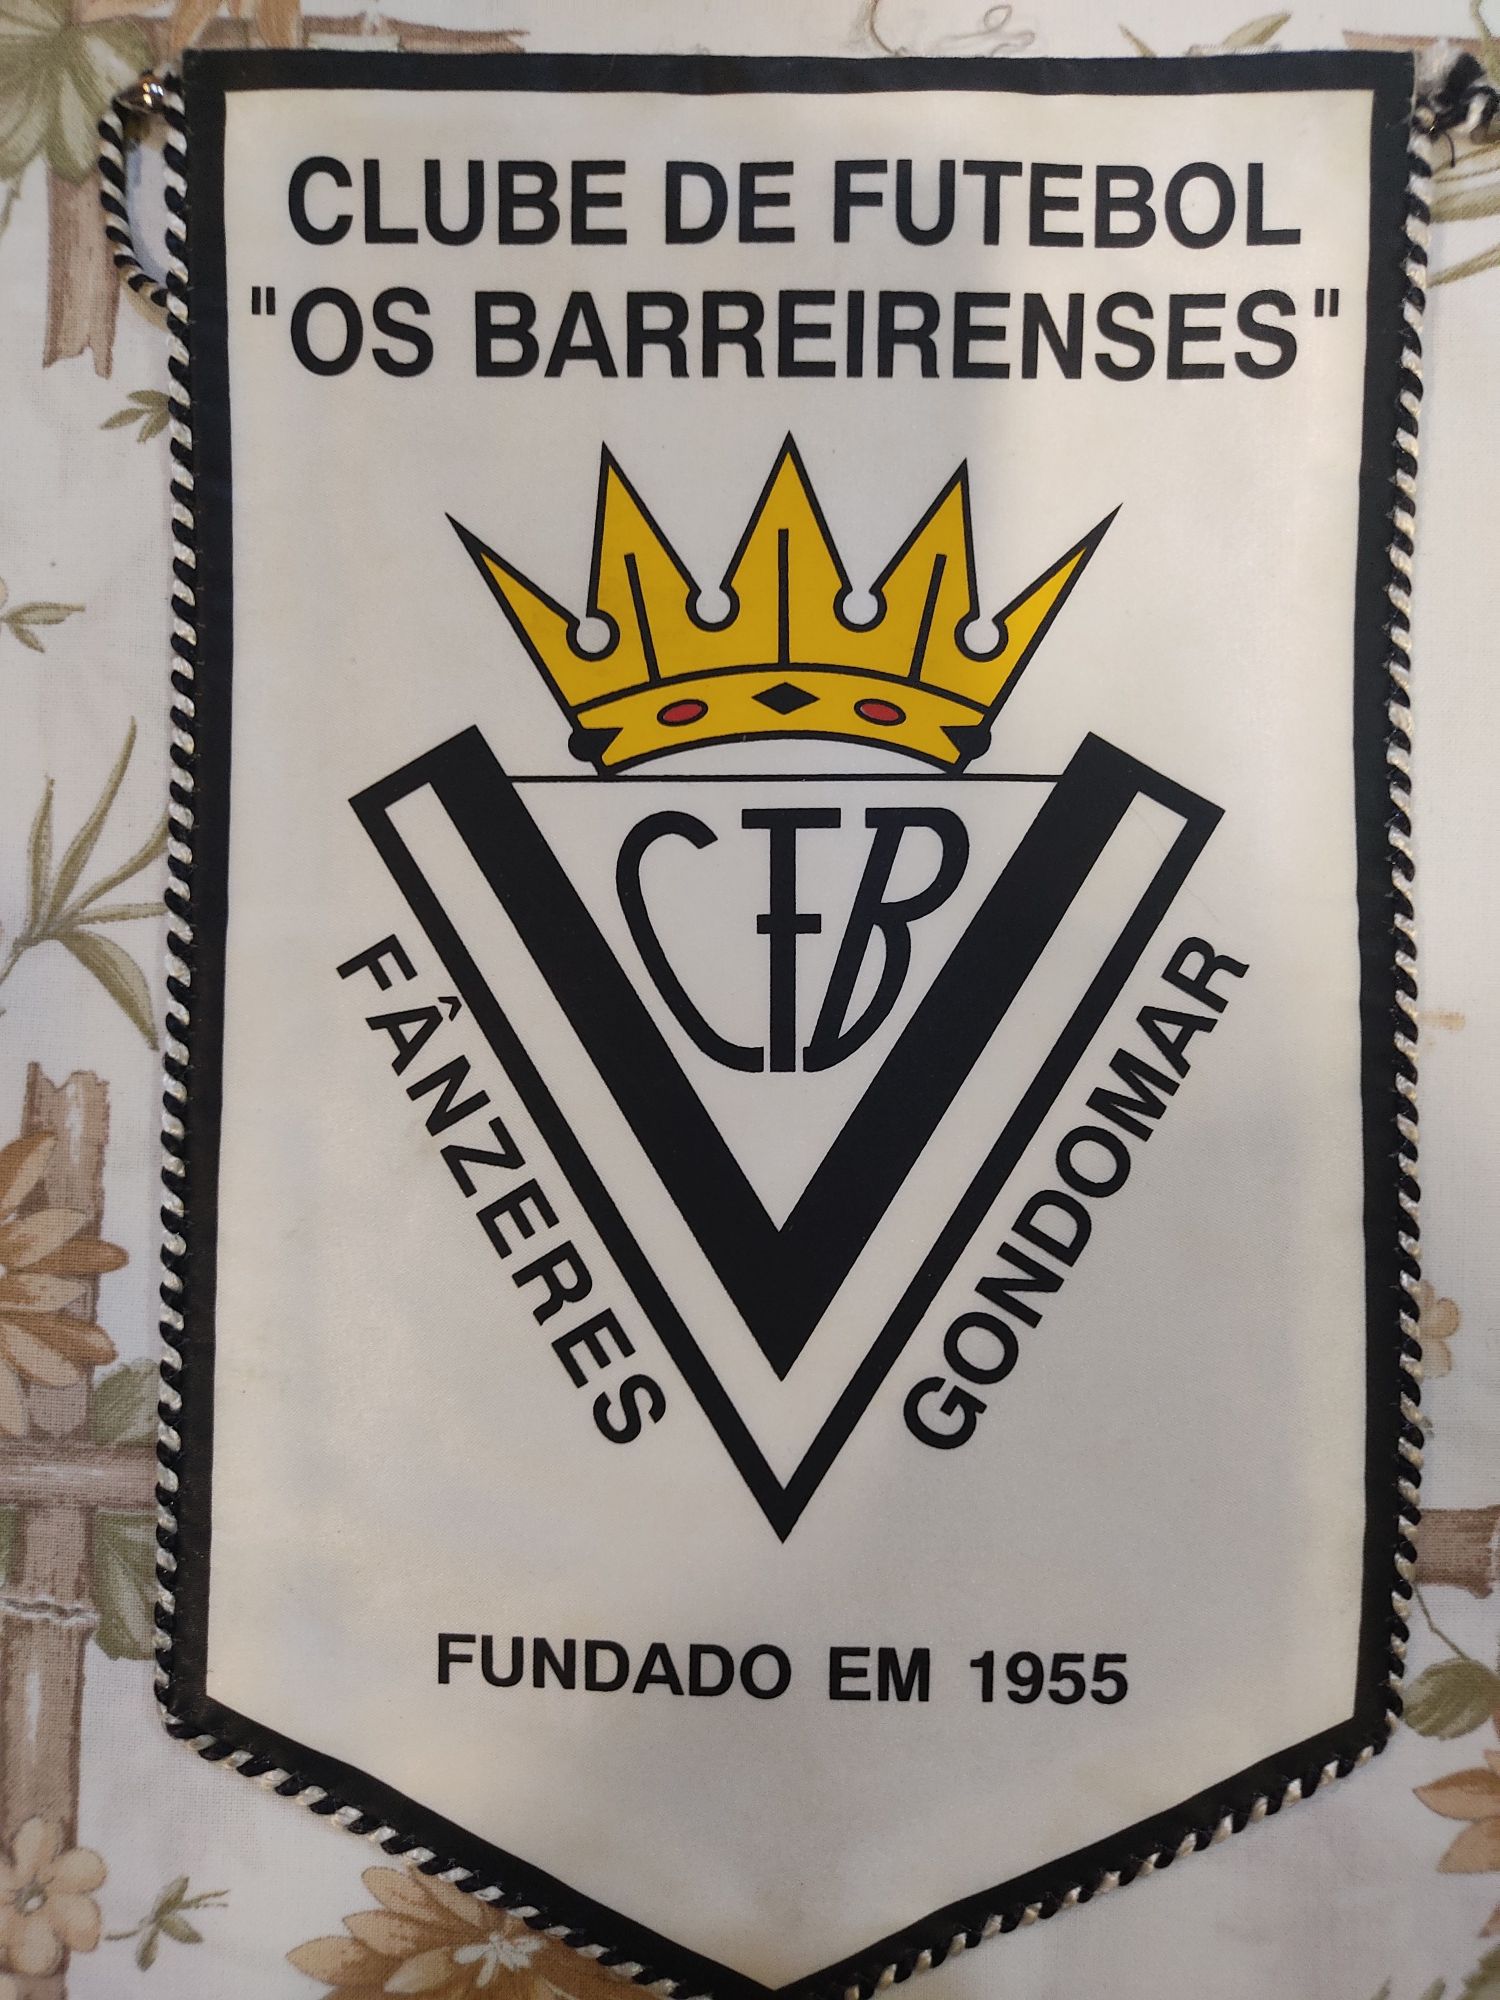 CLUBE DE FUTEBOL
"OS BARREIRENSES"
CFB
FÂNZERES
GONDOMAR
FUNDADO EM 1955